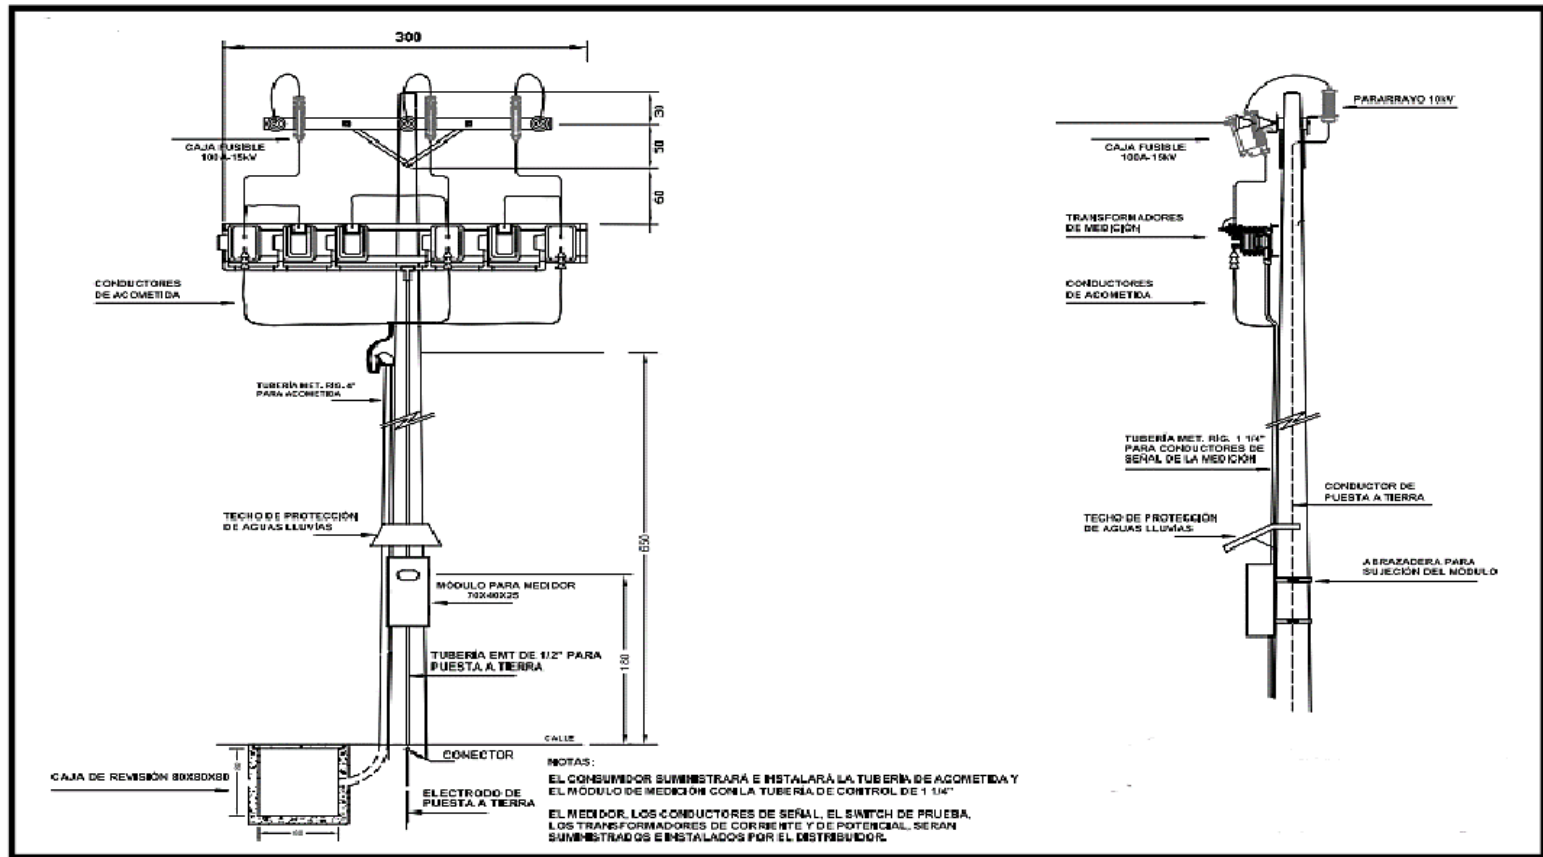 300
30
50
60
CAJA FUSIBLE
100A-15kV
CONDUCTORES
DE ACOMETIDA
TUBERÍA MET. RIG. 4"
PARA ACOMETIDA
TECHO DE PROTECCIÓN
DE AGUAS LLUVIAS
MÓDULO PARA MEDIDOR
70X40X25
650
180
TUBERÍA EMT DE 1/2" PARA
PUESTA A TIERRA
CALLE
CONECTOR
CAJA DE REVISIÓN 80X80X80
ELECTRODO DE
PUESTA A TIERRA
NOTAS:
EL CONSUMIDOR SUMINISTRARÁ E INSTALARÁ LA TUBERÍA DE ACOMETIDA Y
EL MÓDULO DE MEDICIÓN CON LA TUBERÍA DE CONTROL DE 1 1/4"
EL MEDIDOR, LOS CONDUCTORES DE SEÑAL, EL SWITCH DE PRUEBA,
LOS TRANSFORMADORES DE CORRIENTE Y DE POTENCIAL, SERAN
SUMINISTRADOS E INSTALADOS POR EL DISTRIBUIDOR.
PARARRAYO 10kV
CAJA FUSIBLE
100A-15kV
TRANSFORMADORES
DE MEDICIÓN
CONDUCTORES
DE ACOMETIDA
TUBERÍA MET. RÍG. 1 1/4"
PARA CONDUCTORES DE
SEÑAL DE LA MEDICIÓN
CONDUCTOR DE
PUESTA A TIERRA
TECHO DE PROTECCIÓN
DE AGUAS LLUVIAS
ABRAZADERA PARA
SUJECIÓN DEL MÓDULO